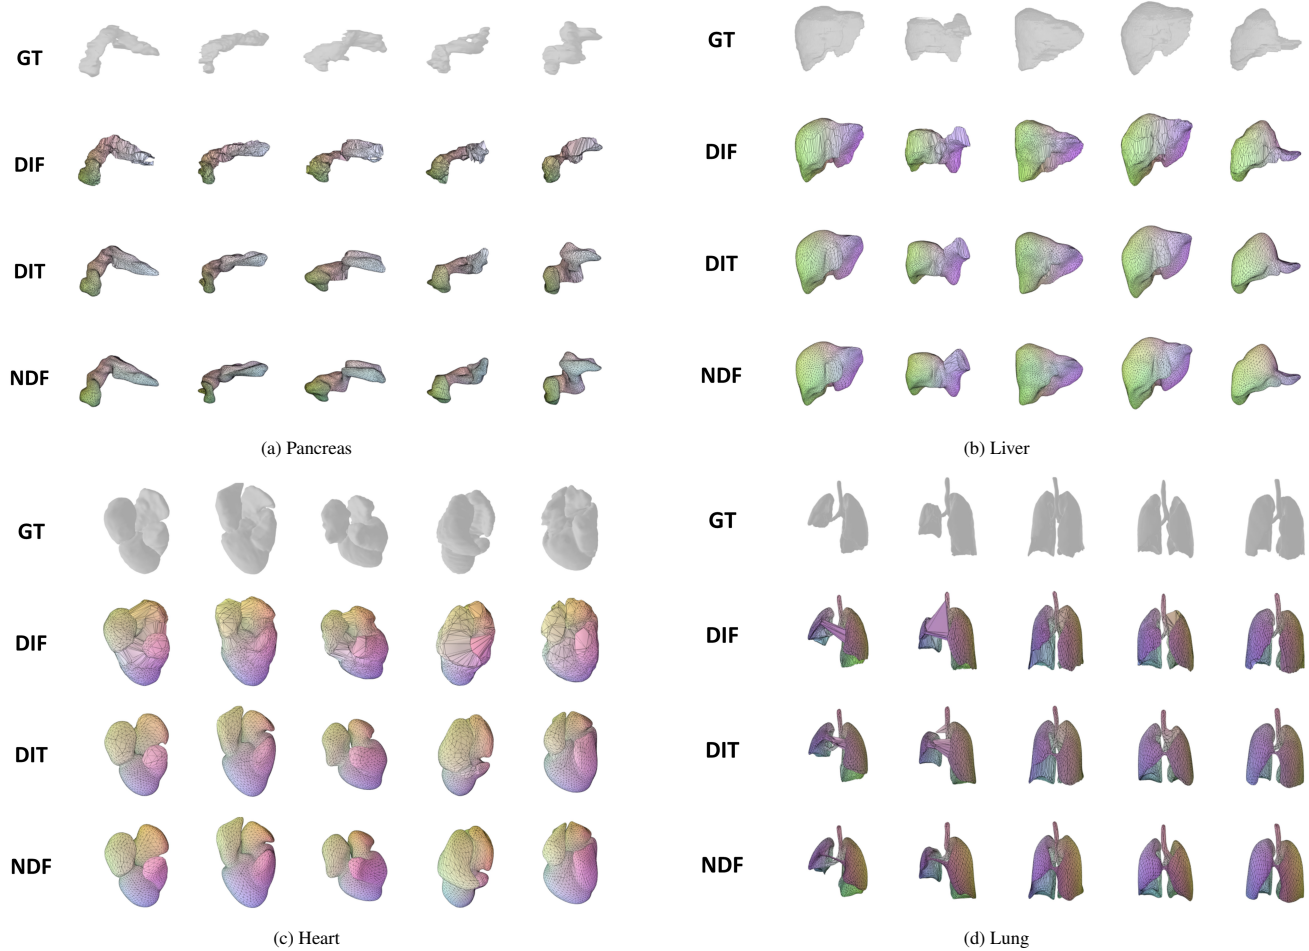 GT
DIF
DIT
NDF
(a) Pancreas
GT
DIF
DIT
NDF
(b) Liver
GT
DIF
DIT
NDF
(c) Heart
GT
DIF
DIT
NDF
(d) Lung